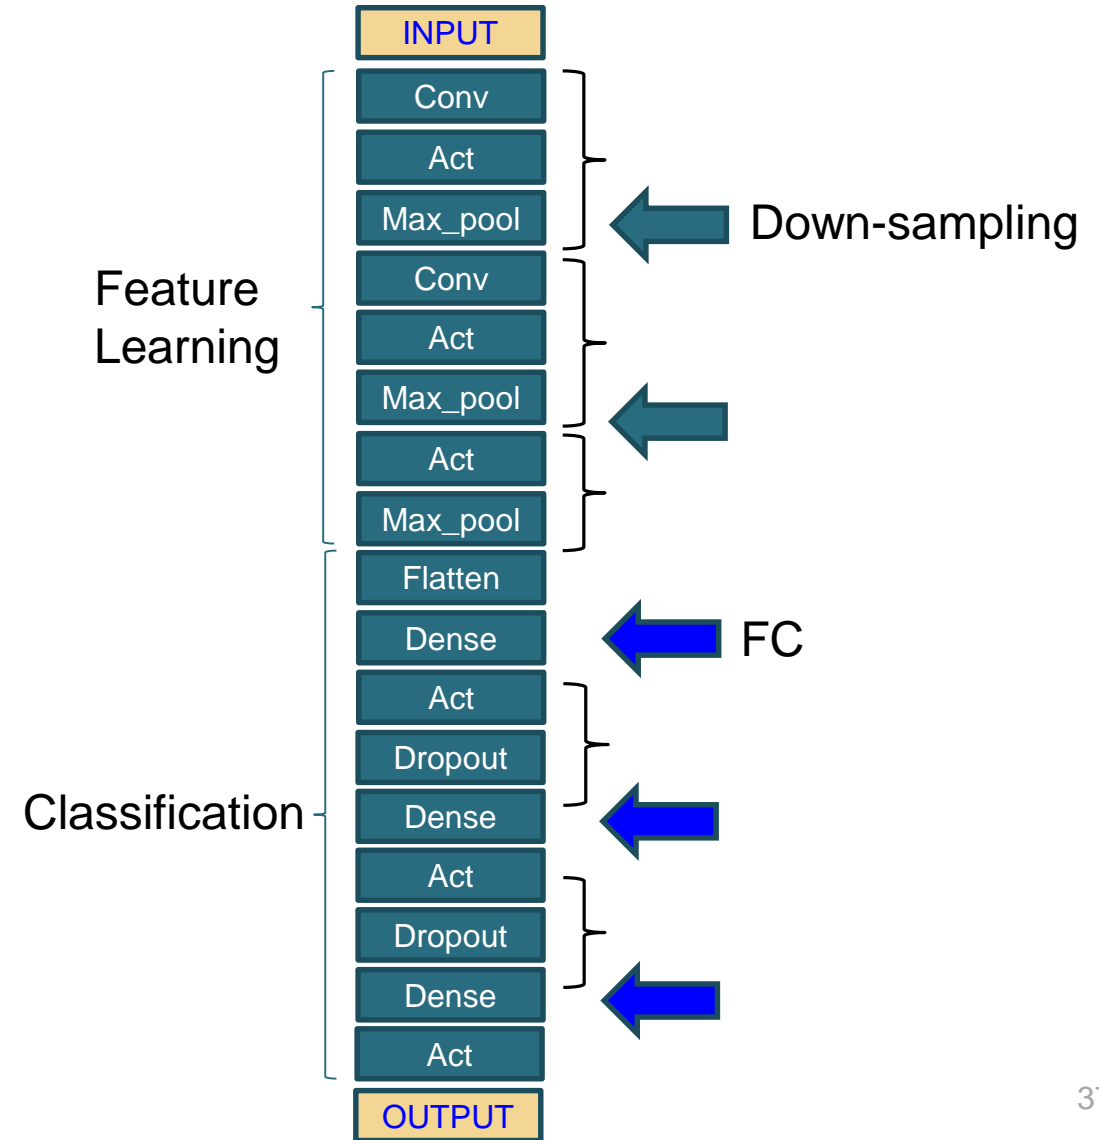 INPUT
Conv
Act
Max_pool
Down-sampling
Conv
Feature
Learning
Act
Max_pool
Act
Max_pool
Flatten
Dense
FC
Act
Dropout
Classification
Dense
Act
Dropout
Dense
Act
OUTPUT